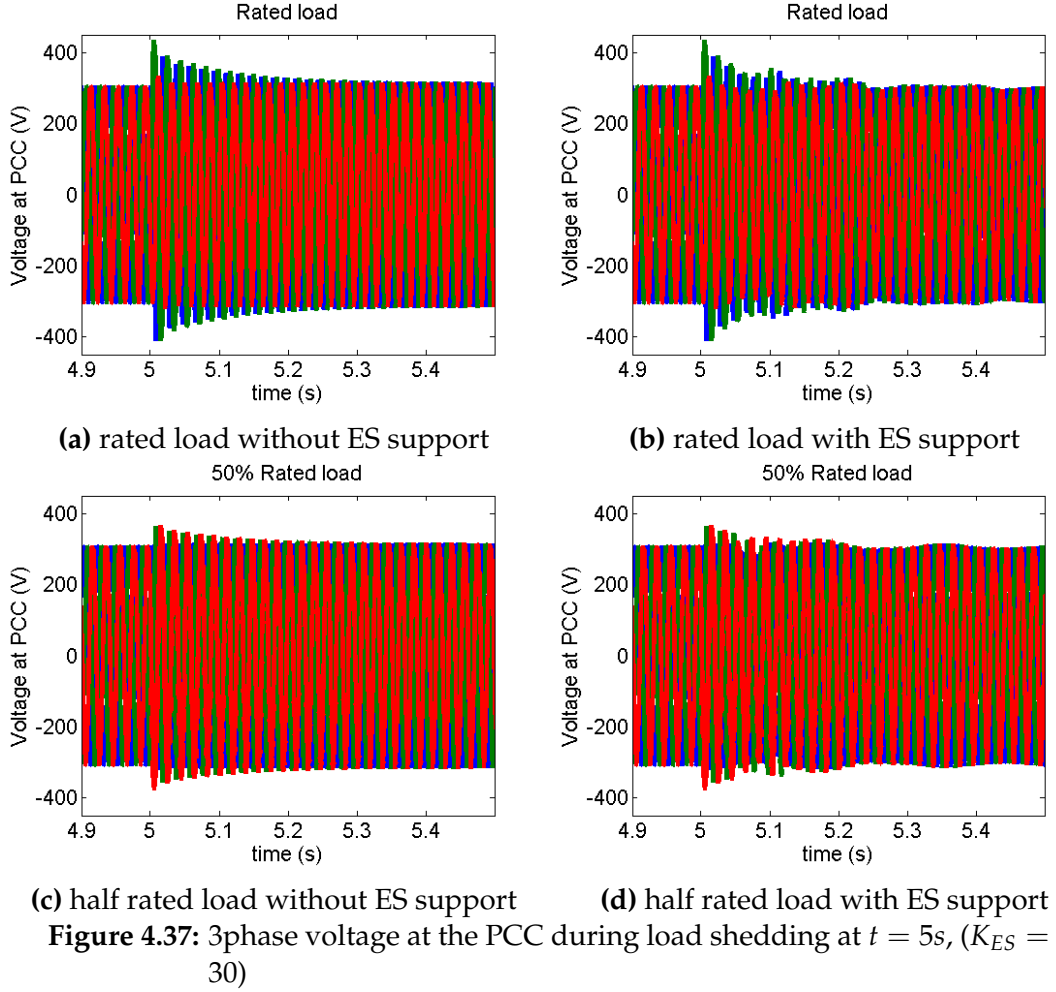 Rated load
Voltage at PCC (V)
400
200
0
-200
-400
4.9 5 5.1 5.2 5.3 5.4
time (s)
(a) rated load without ES support
Rated load
Voltage at PCC (V)
400
200
0
-200
-400
4.9 5 5.1 5.2 5.3 5.4
time (s)
(b) rated load with ES support
50% Rated load
Voltage at PCC (V)
400
200
0
-200
-400
4.9 5 5.1 5.2 5.3 5.4
time (s)
(c) half rated load without ES support
50% Rated load
Voltage at PCC (V)
400
200
0
-200
-400
4.9 5 5.1 5.2 5.3 5.4
time (s)
(d) half rated load with ES support
Figure 4.37: 3phase voltage at the PCC during load shedding at t = 5s, (K_{ES} =
30)